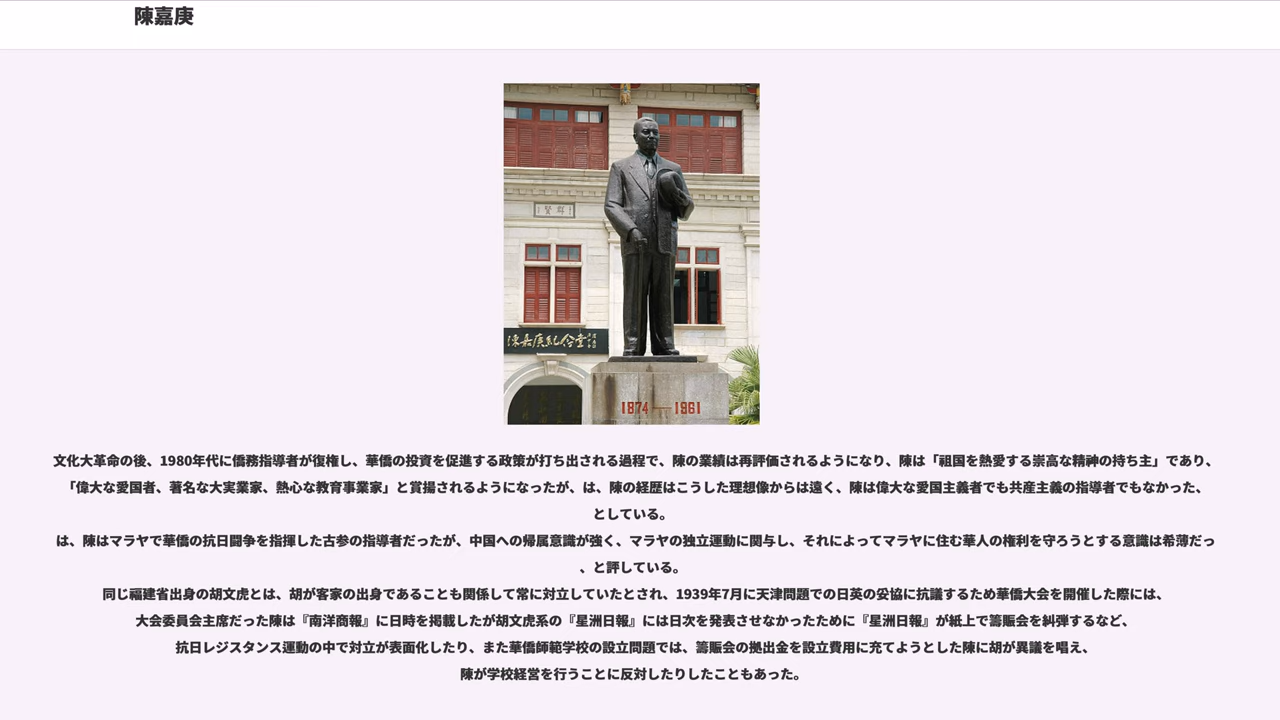 陳嘉庚
群賢
陳嘉庚紀念堂
1874 — 1961
文化大革命の後、1980年代に僑務指導者が復権し、華僑の投資を促進する政策が打ち出される過程で、陳の業績は再評価されるようになり、陳は「祖国を熱愛する崇高な精神の持ち主」であり、
「偉大な愛国者、著名な大実業家、熱心な教育事業家」と賞揚されるようになったが、は、陳の経歴はこうした理想像からは遠く、陳は偉大な愛国主義者でも共産主義の指導者でもなかった、
としている。
は、陳はマラヤで華僑の抗日闘争を指揮した古参の指導者だったが、中国への帰属意識が強く、マラヤの独立運動に関与し、それによってマラヤに住む華人の権利を守ろうとする意識は希薄だっ
、と評している。
同じ福建省出身の胡文虎とは、胡が客家の出身であることも関係して常に対立していたとされ、1939年7月に天津問題での日英の妥協に抗議するため華僑大会を開催した際には、
大会委員会主席だった陳は『南洋商報』に日時を掲載したが胡文虎系の『星洲日報』には日次を発表させなかったために『星洲日報』が紙上で籌賑会を糾弾するなど、
抗日レジスタンス運動の中で対立が表面化したり、また華僑師範学校の設立問題では、籌賑会の拠出金を設立費用に充てようとした陳に胡が異議を唱え、
陳が学校経営を行うことに反対したりしたこともあった。